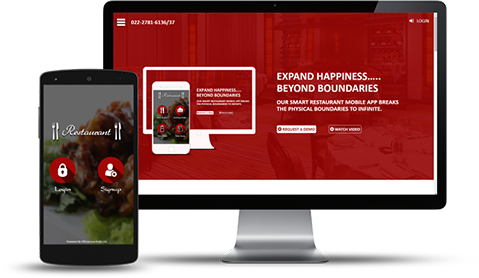 022-2781-6136/37
LOGIN
EXPAND HAPPINESS.....
BEYOND BOUNDARIES
OUR SMART RESTAURANT MOBILE APP BREAKS
THE PHYSICAL BOUNDARIES TO INFINITE.
REQUEST A DEMO
WATCH VIDEO
EXPAND HAPPINESS.....
BEYOND BOUNDARIES
OUR SMART RESTAURANT MOBILE APP BREAKS
THE PHYSICAL BOUNDARIES TO INFINITE.
Restaurant
Restaurant
Login
Signup